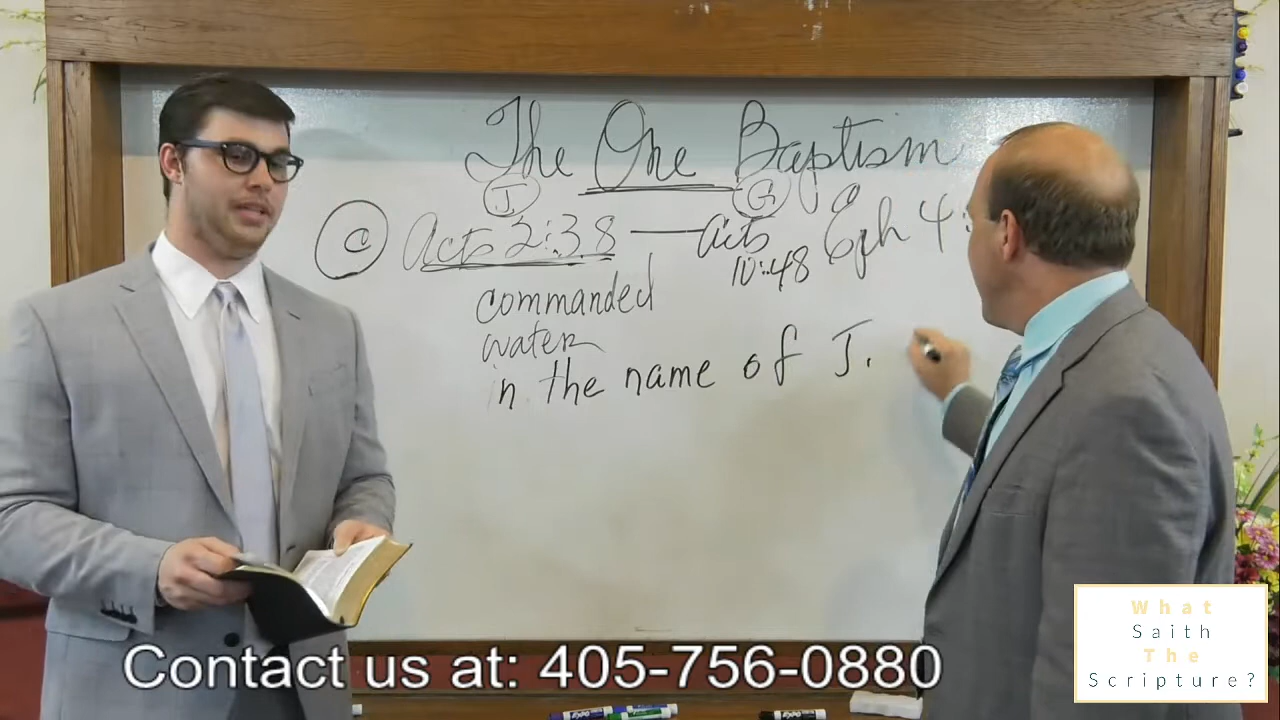 The One Baptism
J
G
a
Acts 2:38 — Acts
10:48
Eph 4:
commanded
water
in the name of J.
Contact us at: 405-756-0880
What
Saith
The
Scripture?